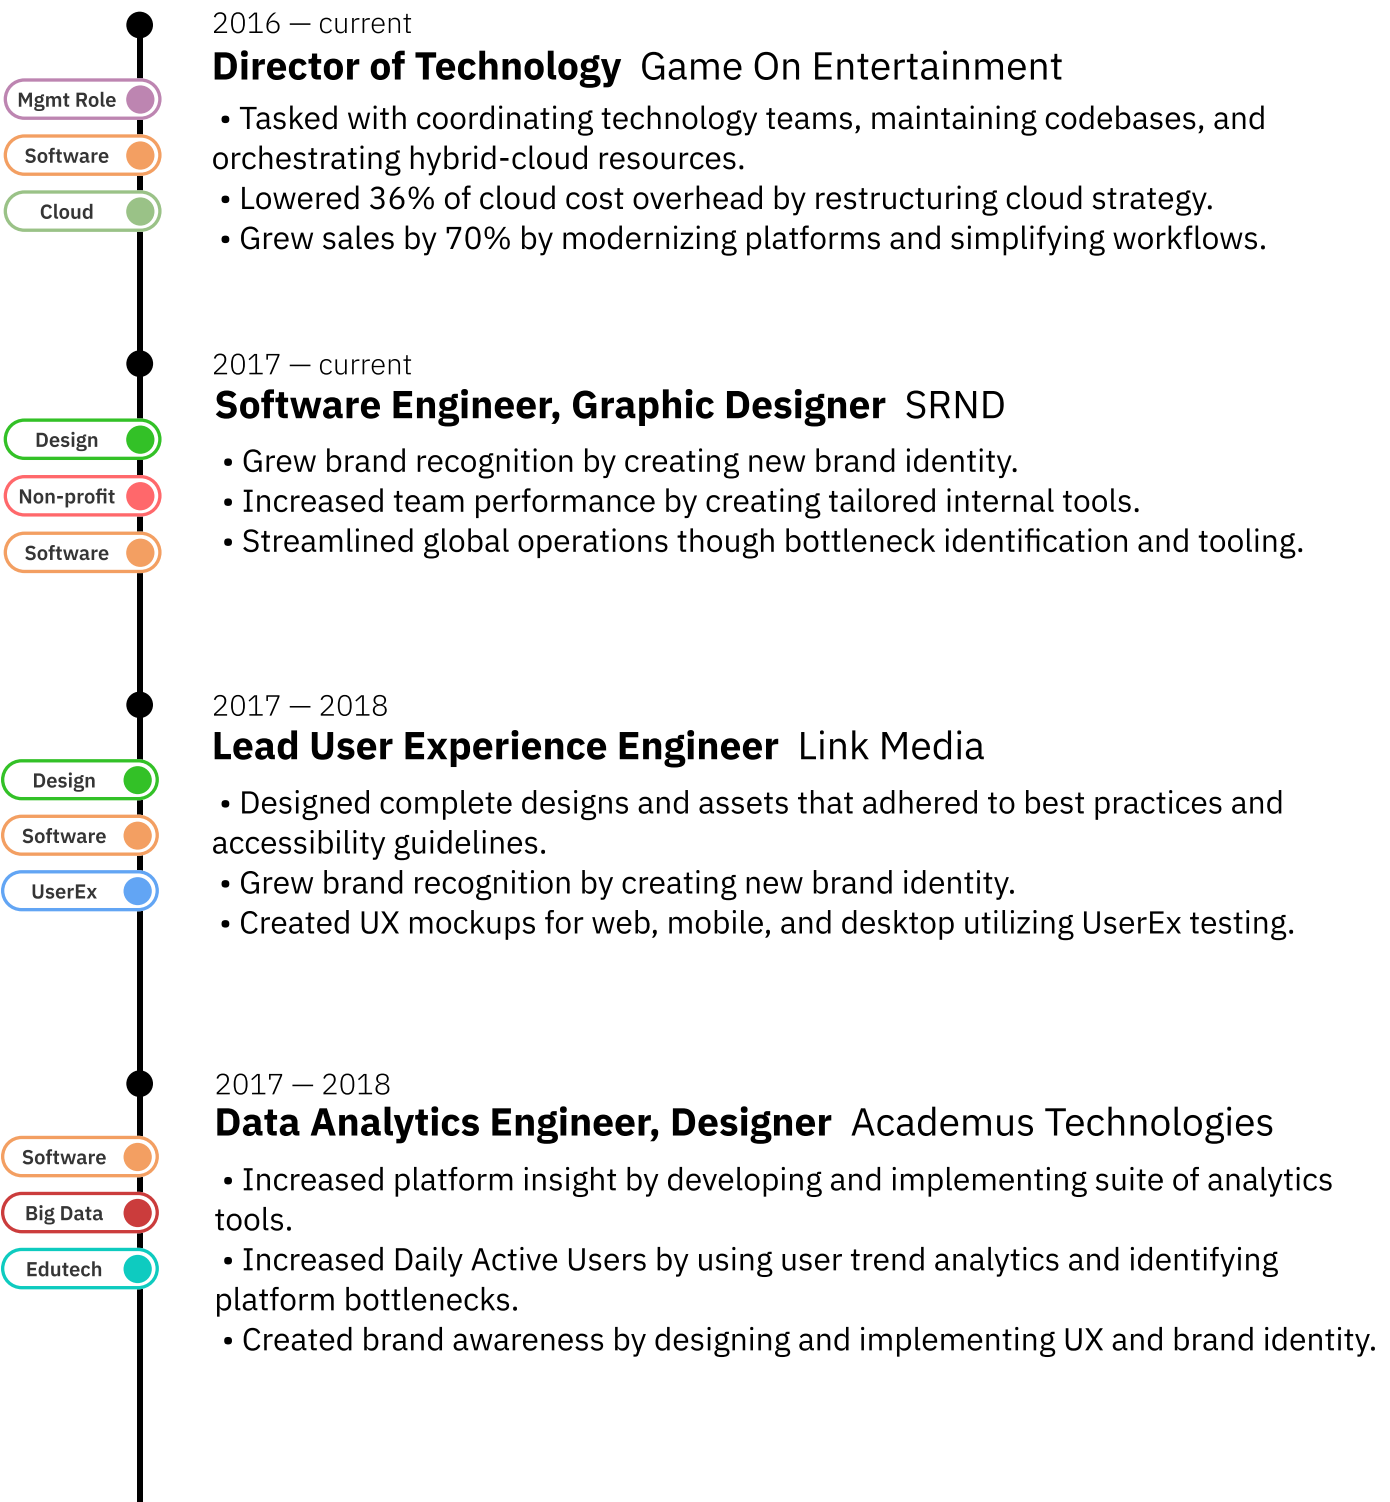 2016 — current
Director of Technology Game On Entertainment
Mgmt Role
Software
Cloud
• Tasked with coordinating technology teams, maintaining codebases, and
orchestrating hybrid-cloud resources.
• Lowered 36% of cloud cost overhead by restructuring cloud strategy.
• Grew sales by 70% by modernizing platforms and simplifying workflows.
2017 — current
Software Engineer, Graphic Designer SRND
Design
Non-profit
Software
• Grew brand recognition by creating new brand identity.
• Increased team performance by creating tailored internal tools.
• Streamlined global operations though bottleneck identification and tooling.
2017 — 2018
Lead User Experience Engineer Link Media
Design
Software
UserEx
• Designed complete designs and assets that adhered to best practices and
accessibility guidelines.
• Grew brand recognition by creating new brand identity.
• Created UX mockups for web, mobile, and desktop utilizing UserEx testing.
2017 — 2018
Data Analytics Engineer, Designer Academus Technologies
Software
Big Data
Edutech
• Increased platform insight by developing and implementing suite of analytics
tools.
• Increased Daily Active Users by using user trend analytics and identifying
platform bottlenecks.
• Created brand awareness by designing and implementing UX and brand identity.